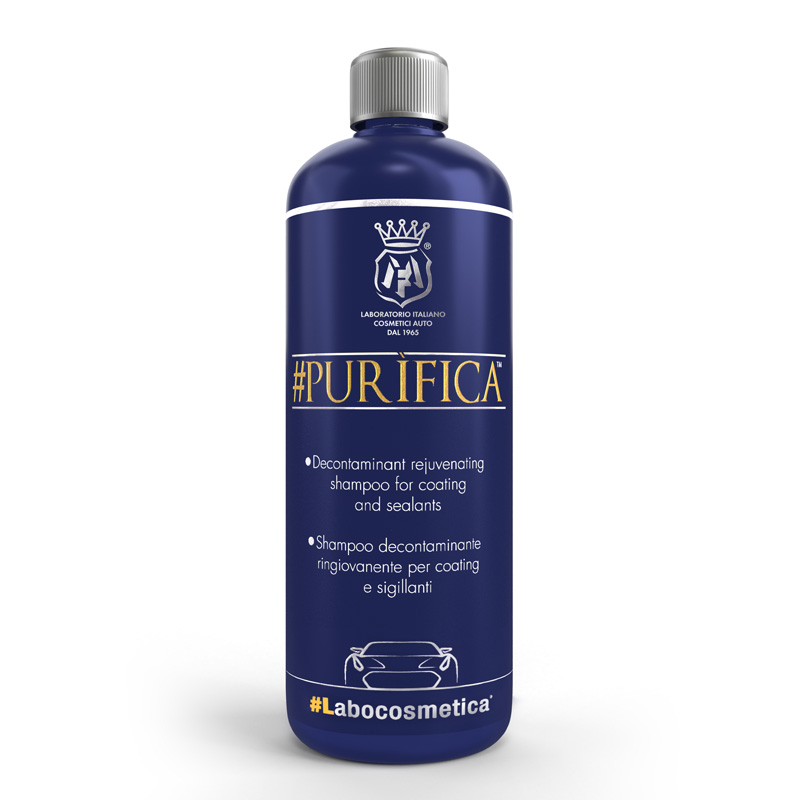 ®
LABORATORIO ITALIANO
COSMETICI AUTO
DAL 1965
#PURÌFICA™
•Decontaminant rejuvenating
shampoo for coating
and sealants
•Shampoo decontaminante
ringiovanente per coating
e sigillanti
#Labocosmetica®